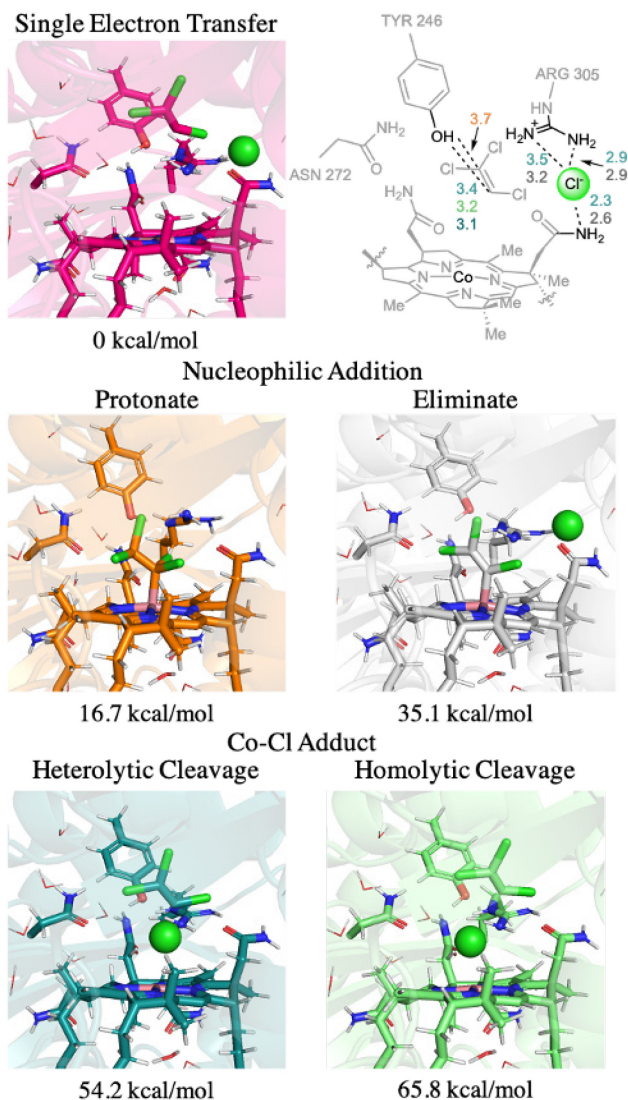 Single Electron Transfer
0 kcal/mol
TYR 246
OH
3.7
ARG 305
HN
H₂N
+
NH₂
ASN 272
NH₂
O
Cl
Cl
Cl
3.5
3.2
2.9
2.9
Cl⁻
3.4
3.2
3.1
2.3
2.6
NH₂
O
O
NH₂
Me
Me
N
N
Co
N
N
Me
Me
Me
Nucleophilic Addition
Protonate
Eliminate
16.7 kcal/mol
35.1 kcal/mol
Co-Cl Adduct
Heterolytic Cleavage
Homolytic Cleavage
54.2 kcal/mol
65.8 kcal/mol